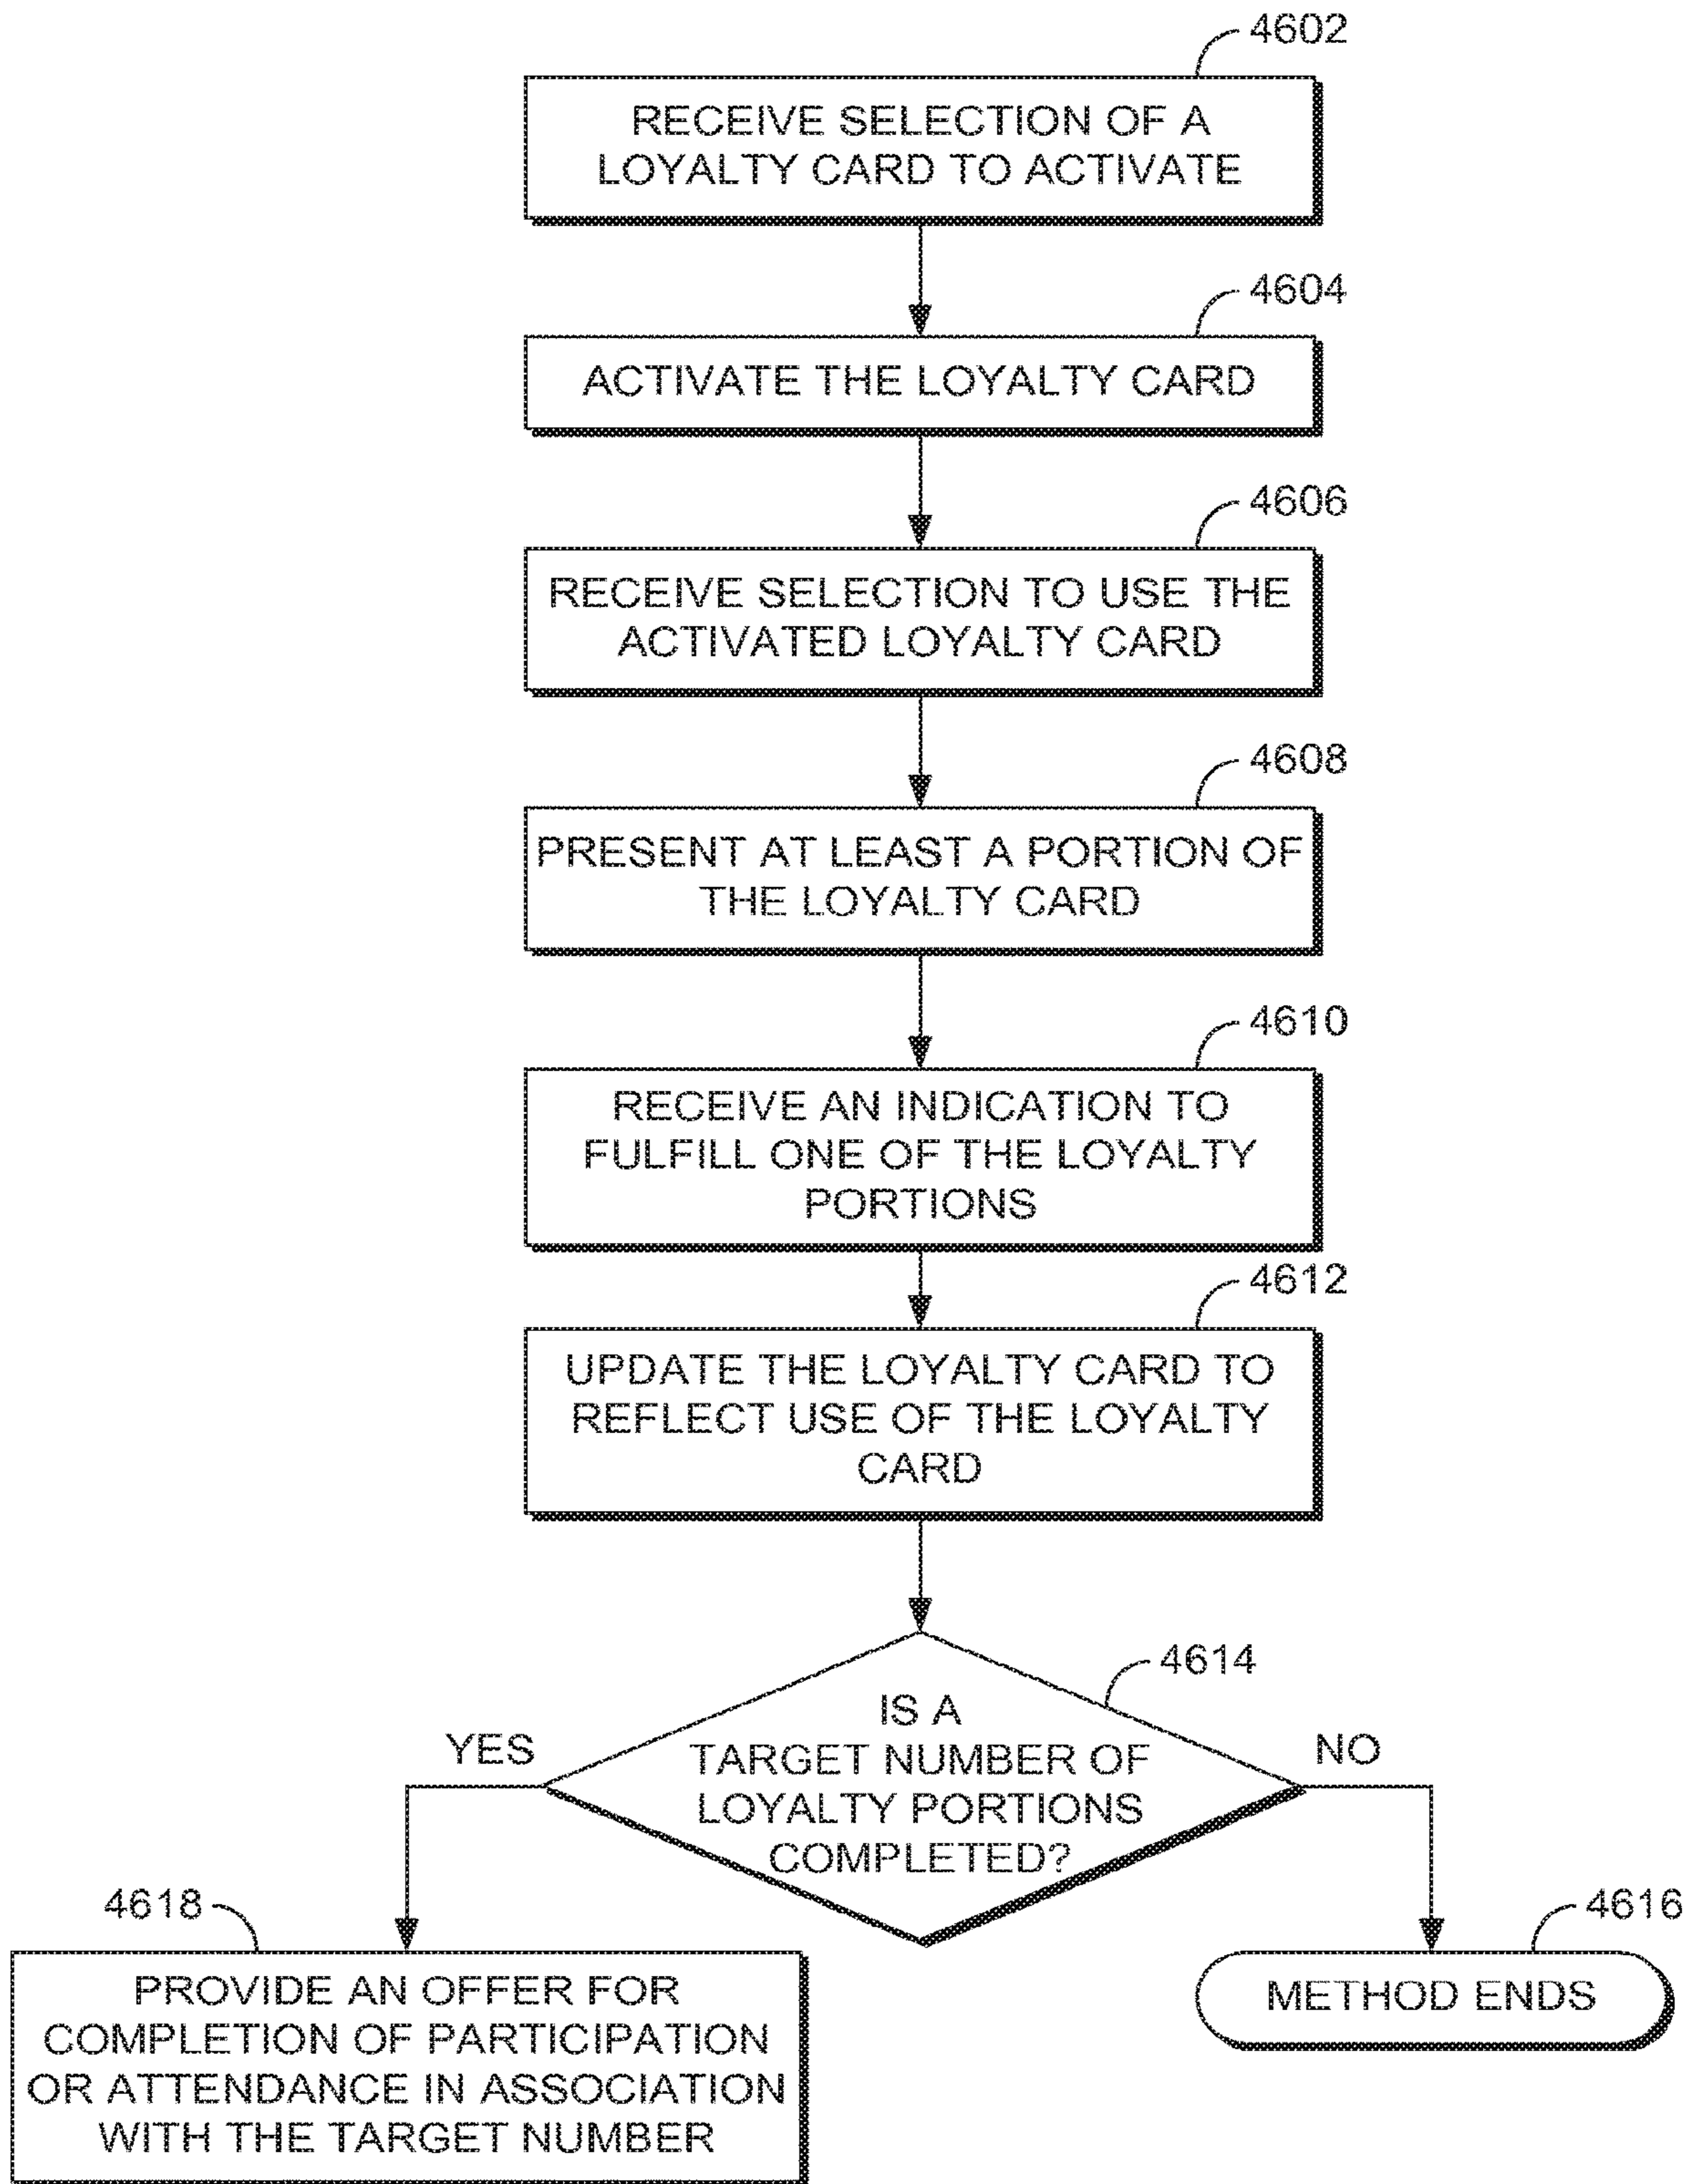 4602
RECEIVE SELECTION OF A
LOYALTY CARD TO ACTIVATE
4604
ACTIVATE THE LOYALTY CARD
4606
RECEIVE SELECTION TO USE THE
ACTIVATED LOYALTY CARD
4608
PRESENT AT LEAST A PORTION OF
THE LOYALTY CARD
4610
RECEIVE AN INDICATION TO
FULFILL ONE OF THE LOYALTY
PORTIONS
4612
UPDATE THE LOYALTY CARD TO
REFLECT USE OF THE LOYALTY
CARD
4614
IS A
TARGET NUMBER OF
LOYALTY PORTIONS
COMPLETED?
YES
NO
4618
PROVIDE AN OFFER FOR
COMPLETION OF PARTICIPATION
OR ATTENDANCE IN ASSOCIATION
WITH THE TARGET NUMBER
4616
METHOD ENDS